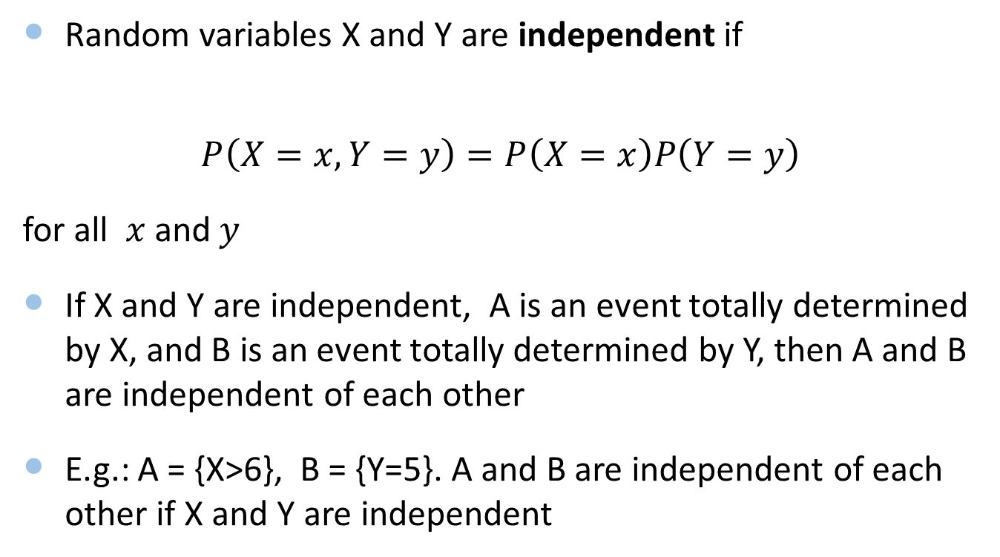 • Random variables X and Y are independent if
P(X = x, Y = y) = P(X = x)P(Y = y)
for all x and y
• If X and Y are independent, A is an event totally determined
by X, and B is an event totally determined by Y, then A and B
are independent of each other
• E.g.: A = {X>6}, B = {Y=5}. A and B are independent of each
other if X and Y are independent